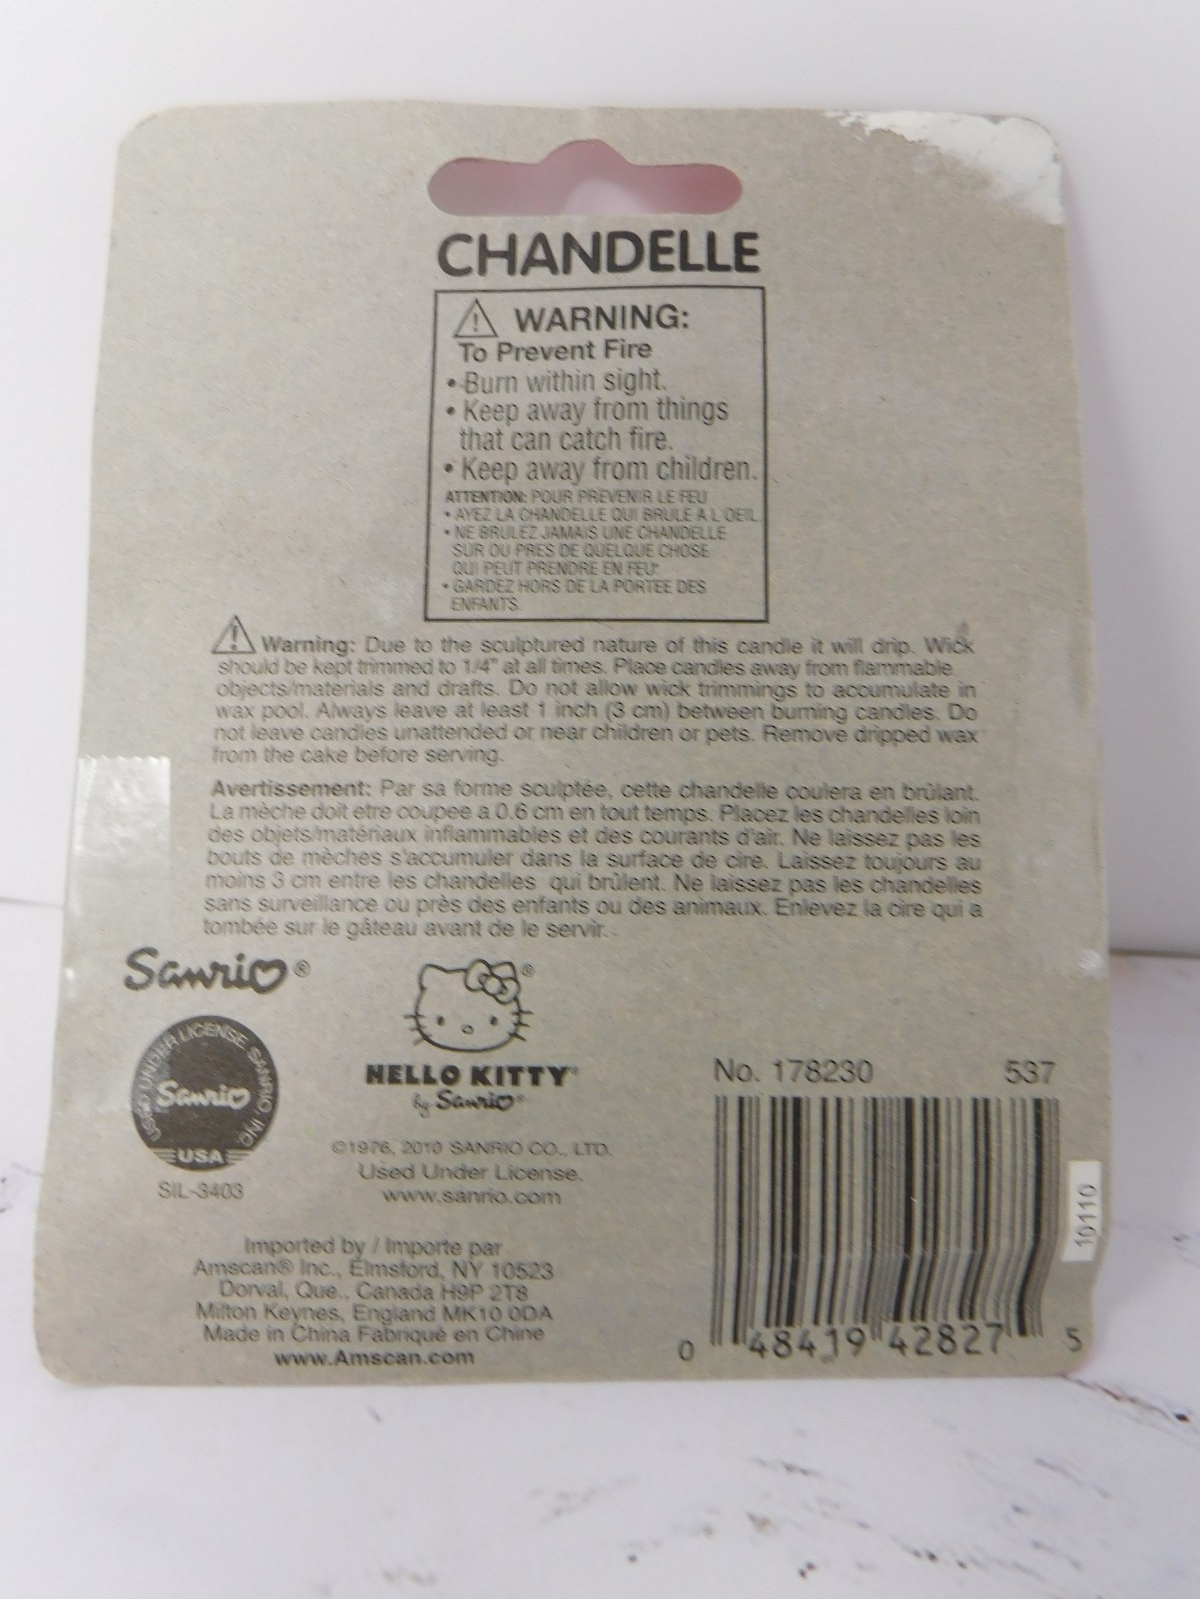 CHANDELLE
WARNING:
To Prevent Fire
• Burn within sight.
• Keep away from things
that can catch fire.
• Keep away from children.
ATTENTION: POUR PREVENIR LE FEU
• AYEZ LA CHANDELLE QUI BRULE A L'OEIL.
• NE BRULEZ JAMAIS UNE CHANDELLE
SUR OU PRES DE QUELQUE CHOSE
QUI PEUT PRENDRE EN FEU.
• GARDEZ HORS DE LA PORTEE DES
ENFANTS.
Warning: Due to the sculptured nature of this candle it will drip. Wick
should be kept trimmed to 1/4" at all times. Place candles away from flammable
objects/materials and drafts. Do not allow wick trimmings to accumulate in
wax pool. Always leave at least 1 inch (3 cm) between burning candles. Do
not leave candles unattended or near children or pets. Remove dripped wax
from the cake before serving.
Avertissement: Par sa forme sculptée, cette chandelle coulera en brûlant.
La mèche doit etre coupee a 0.6 cm en tout temps. Placez les chandelles loin
des objets/matériaux inflammables et des courants d'air. Ne laissez pas les
bouts de mèches s'accumuler dans la surface de cire. Laissez toujours au
moins 3 cm entre les chandelles qui brûlent. Ne laissez pas les chandelles
sans surveillance ou près des enfants ou des animaux. Enlevez la cire qui a
tombée sur le gâteau avant de le servir.
Sanrio®
USED UNDER LICENSE, SANRIO, INC.
Sanrio
USA
SIL-3403
®
HELLO KITTY®
by Sanrio®
©1976, 2010 SANRIO CO., LTD.
Used Under License.
www.sanrio.com
Imported by / Importe par
Amscan® Inc., Elmsford, NY 10523
Dorval, Que., Canada H9P 2T8
Milton Keynes, England MK10 0DA
Made in China Fabriqué en Chine
www.Amscan.com
No. 178230 537
0 48419 42827 5
10110